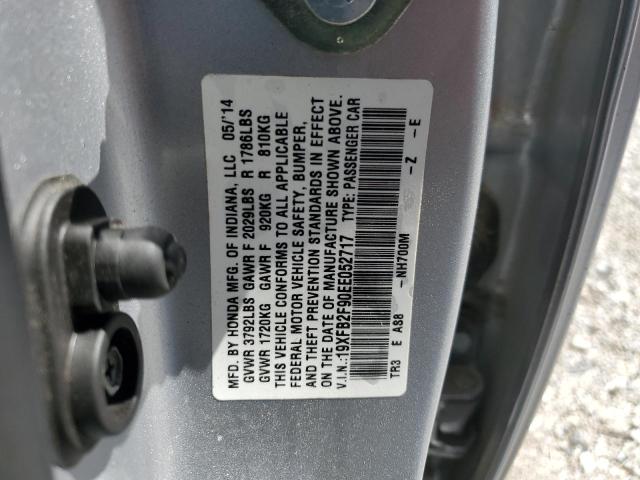 MFD. BY HONDA MFG. OF INDIANA, LLC 05/'14
GVWR 3792LBS GAWR F 2029LBS R 1786LBS
GVWR 1720KG GAWR F 920KG R 810KG
THIS VEHICLE CONFORMS TO ALL APPLICABLE
FEDERAL MOTOR VEHICLE SAFETY, BUMPER,
AND THEFT PREVENTION STANDARDS IN EFFECT
ON THE DATE OF MANUFACTURE SHOWN ABOVE.
V.I.N.:19XFB2F90EE052717 TYPE: PASSENGER CAR
TR3 E A88 -NH700M -Z -E